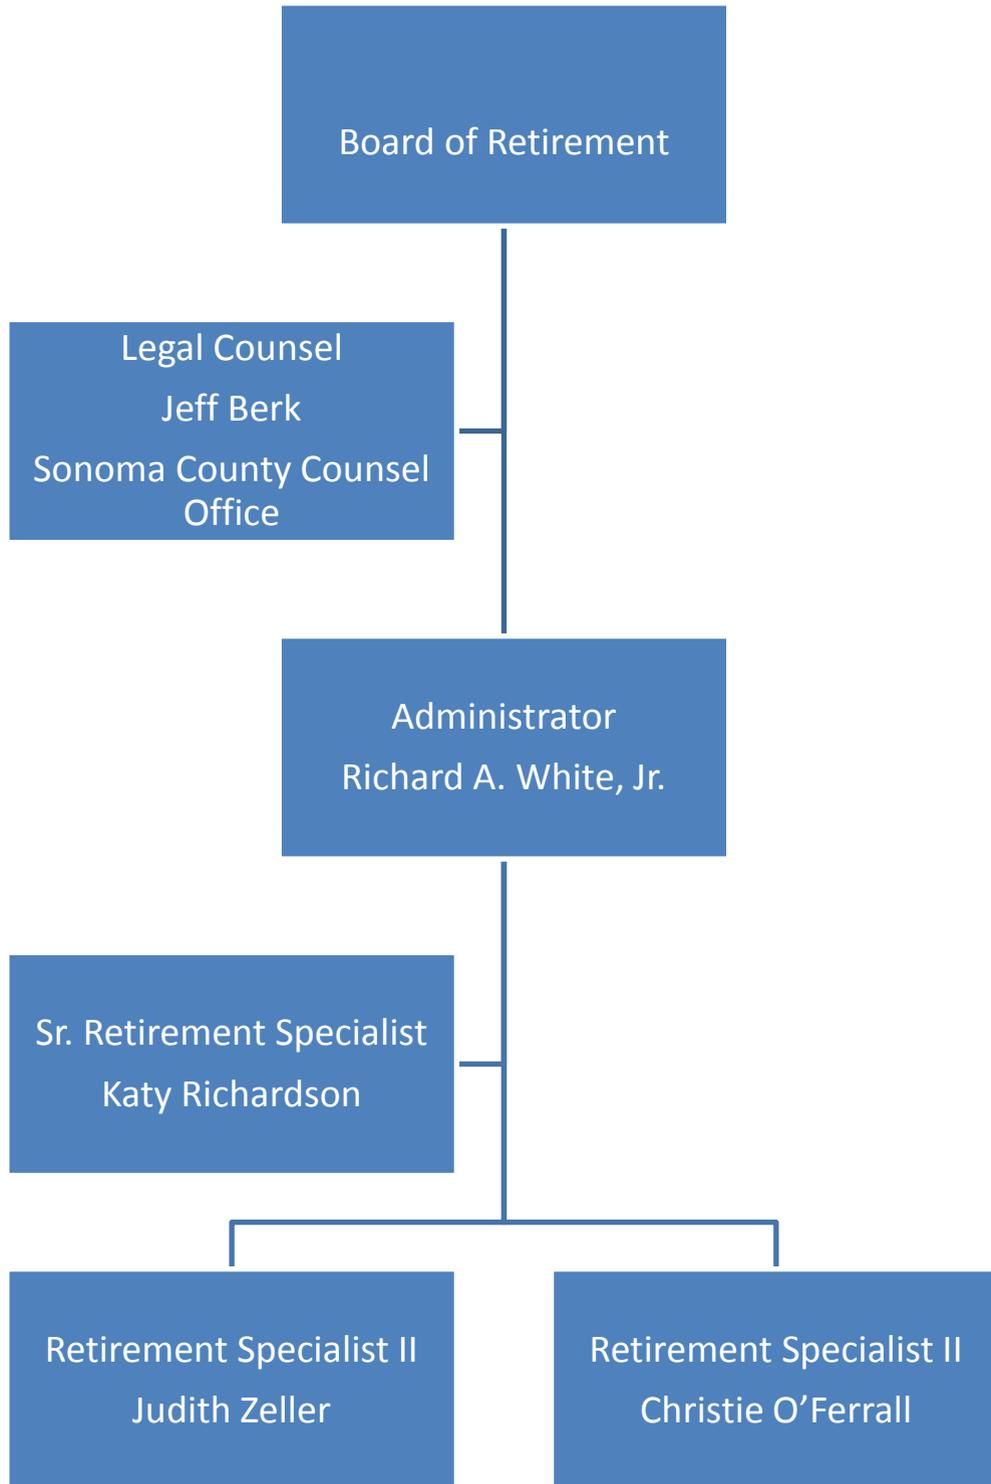 Board of Retirement
Legal Counsel
Jeff Berk
Sonoma County Counsel
Office
Administrator
Richard A. White, Jr.
Sr. Retirement Specialist
Katy Richardson
Retirement Specialist II
Judith Zeller
Retirement Specialist II
Christie O’Ferrall